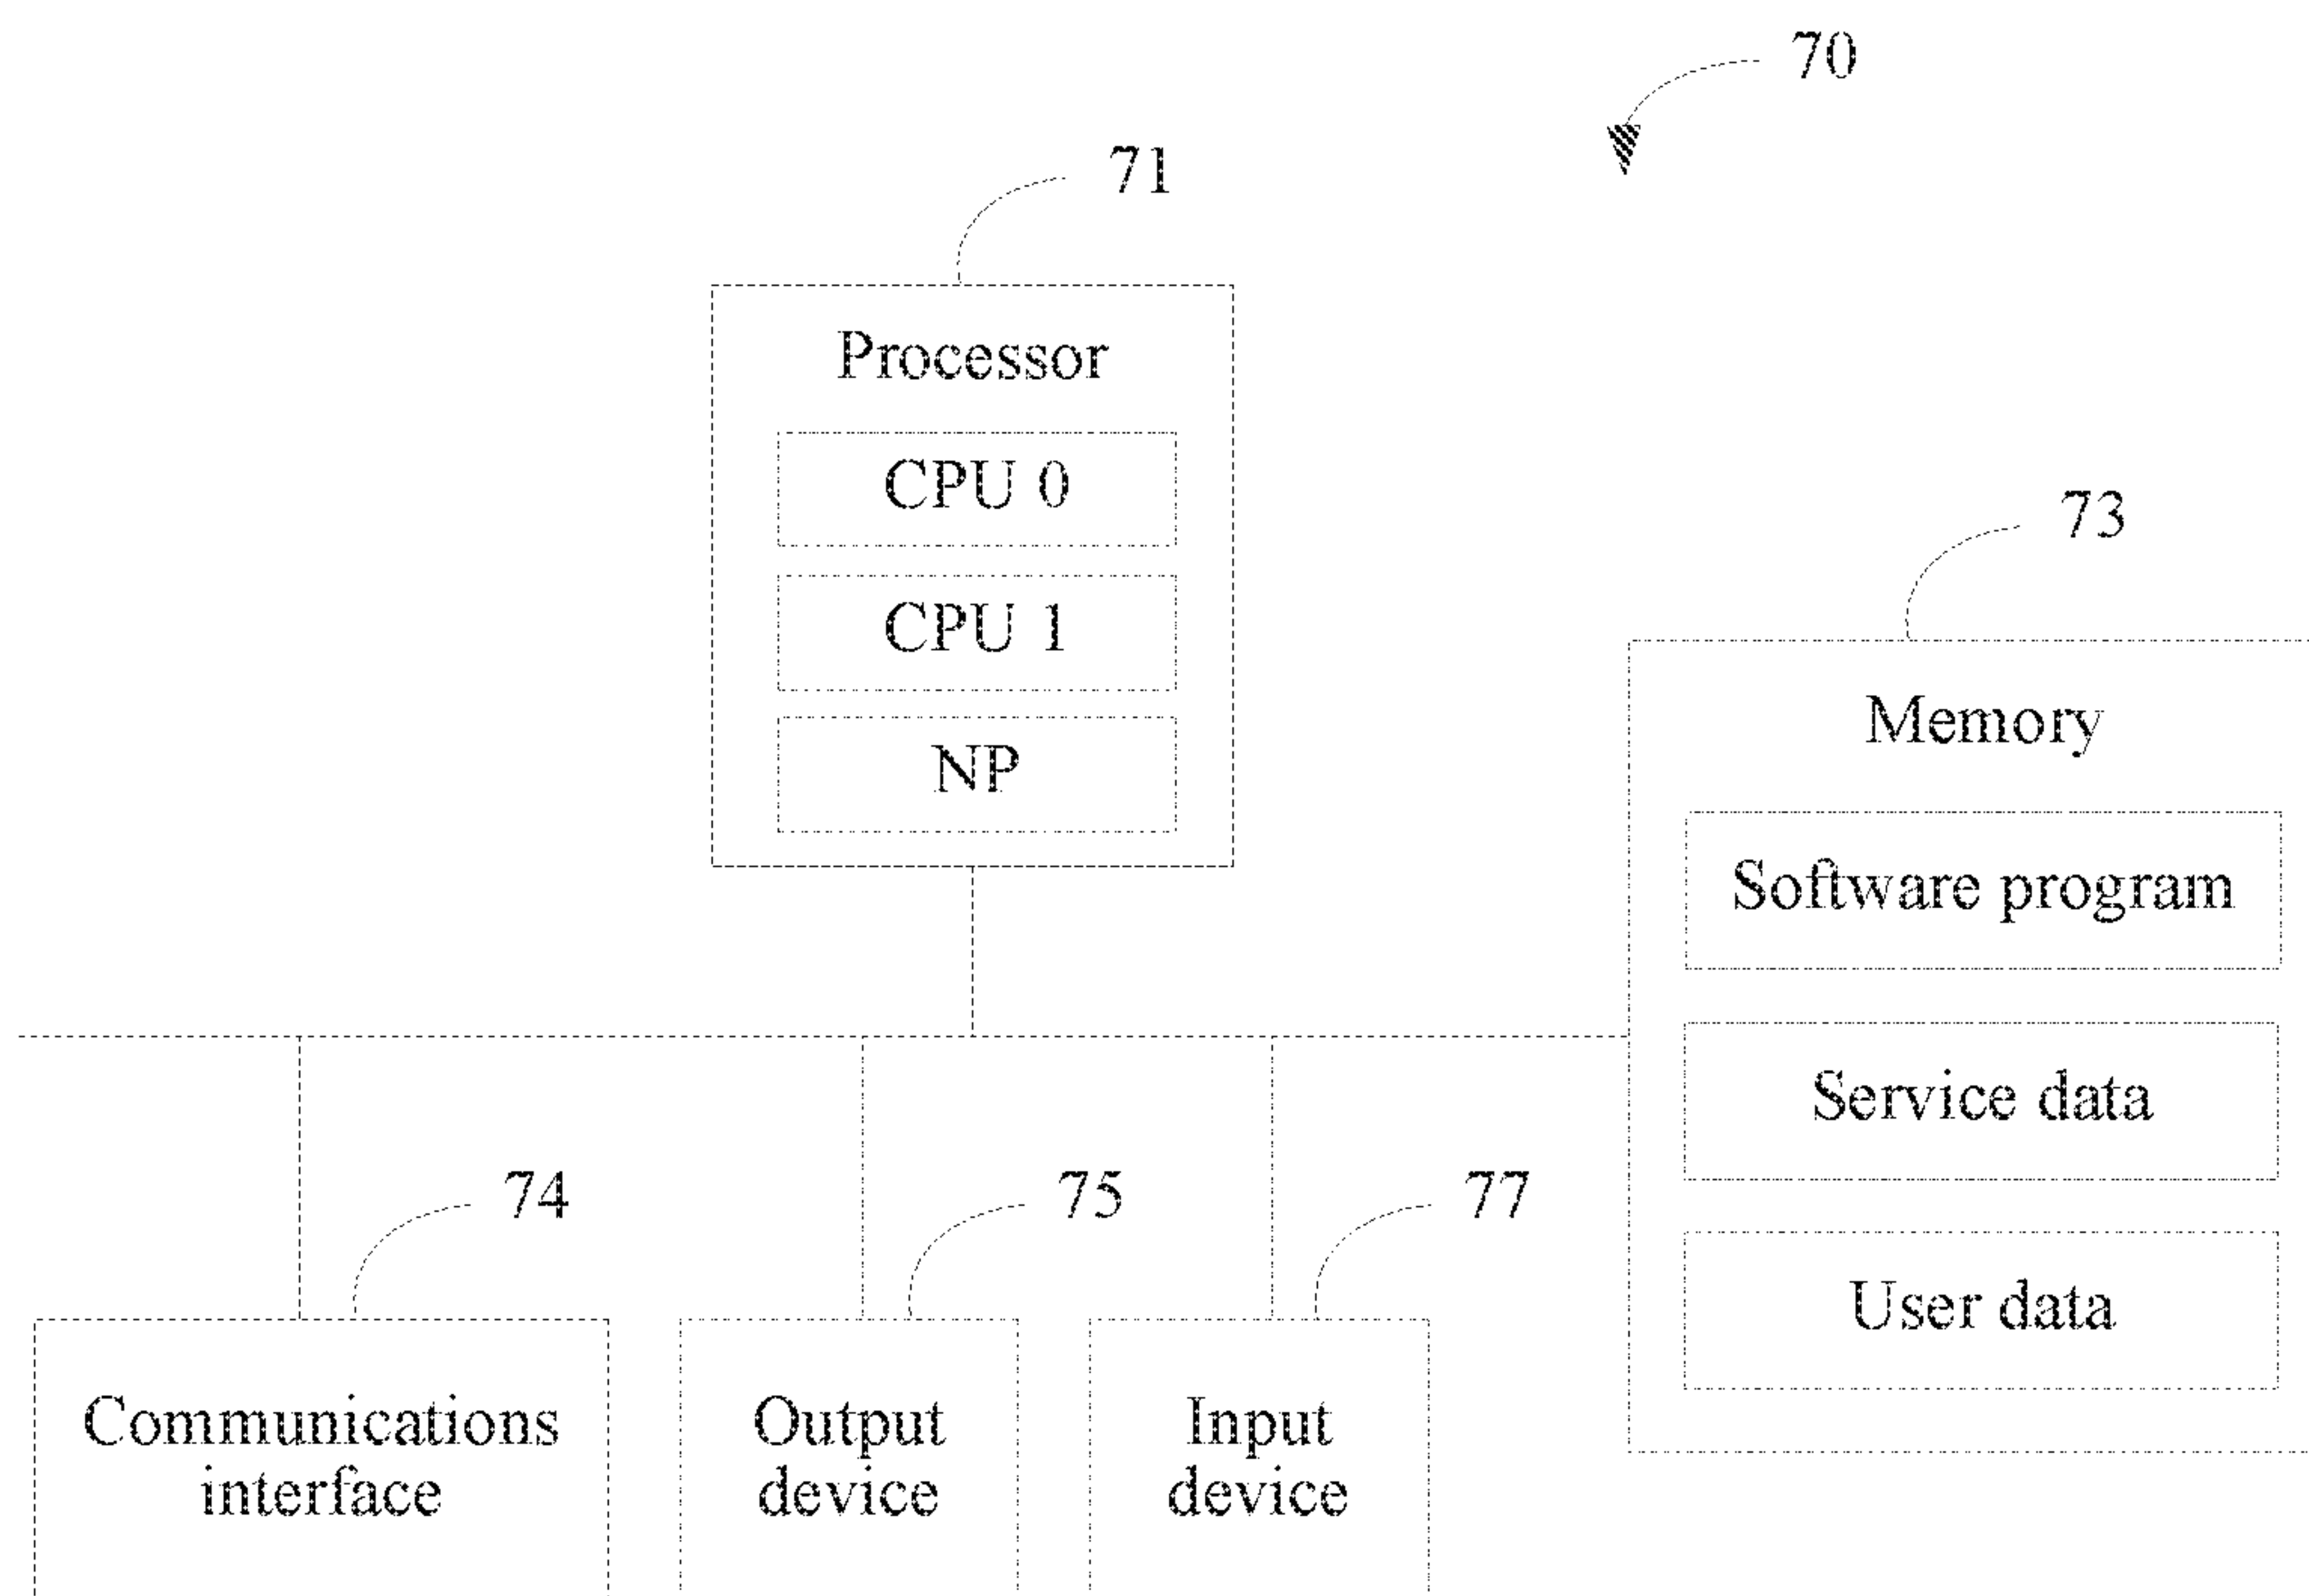 70
71
Processor
CPU 0
CPU 1
NP
73
Memory
Software program
Service data
User data
74
75
77
Communications
interface
Output
device
Input
device